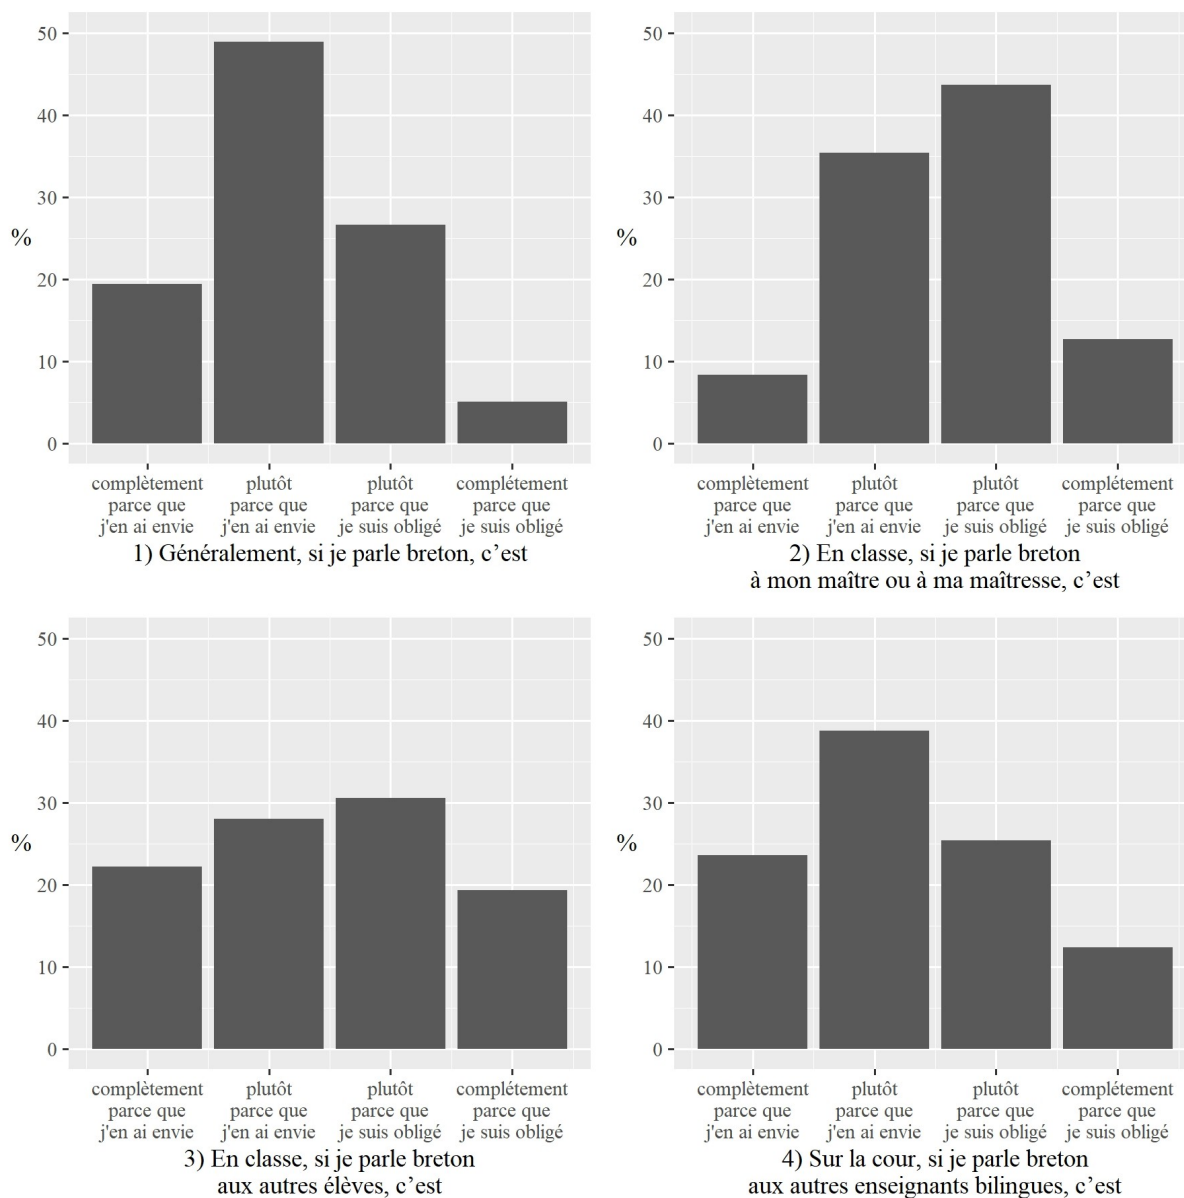 50
40
30
%
20
10
0
complètement
parce que
j'en ai envie
plutôt
parce que
j'en ai envie
plutôt
parce que
je suis obligé
complétement
parce que
je suis obligé
1) Généralement, si je parle breton, c’est
50
40
30
%
20
10
0
complètement
parce que
j'en ai envie
plutôt
parce que
j'en ai envie
plutôt
parce que
je suis obligé
complétement
parce que
je suis obligé
2) En classe, si je parle breton
à mon maître ou à ma maîtresse, c’est
50
40
30
%
20
10
0
complètement
parce que
j'en ai envie
plutôt
parce que
j'en ai envie
plutôt
parce que
je suis obligé
complétement
parce que
je suis obligé
3) En classe, si je parle breton
aux autres élèves, c’est
50
40
30
%
20
10
0
complètement
parce que
j'en ai envie
plutôt
parce que
j'en ai envie
plutôt
parce que
je suis obligé
complétement
parce que
je suis obligé
4) Sur la cour, si je parle breton
aux autres enseignants bilingues, c’est